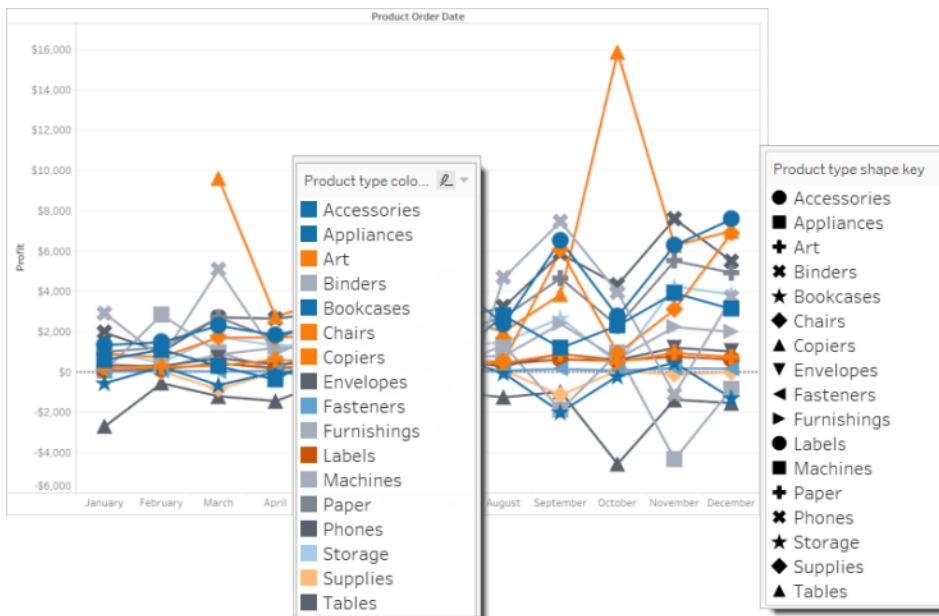 Product Order Date
$16,000
$14,000
$12,000
$10,000
$8,000
$6,000
$4,000
$2,000
$0
-$2,000
-$4,000
-$6,000
Profit
January
February
March
April
August
September
October
November
December
Product type colo...
Accessories
Appliances
Art
Binders
Bookcases
Chairs
Copiers
Envelopes
Fasteners
Furnishings
Labels
Machines
Paper
Phones
Storage
Supplies
Tables
Product type shape key
Accessories
Appliances
Art
Binders
Bookcases
Chairs
Copiers
Envelopes
Fasteners
Furnishings
Labels
Machines
Paper
Phones
Storage
Supplies
Tables